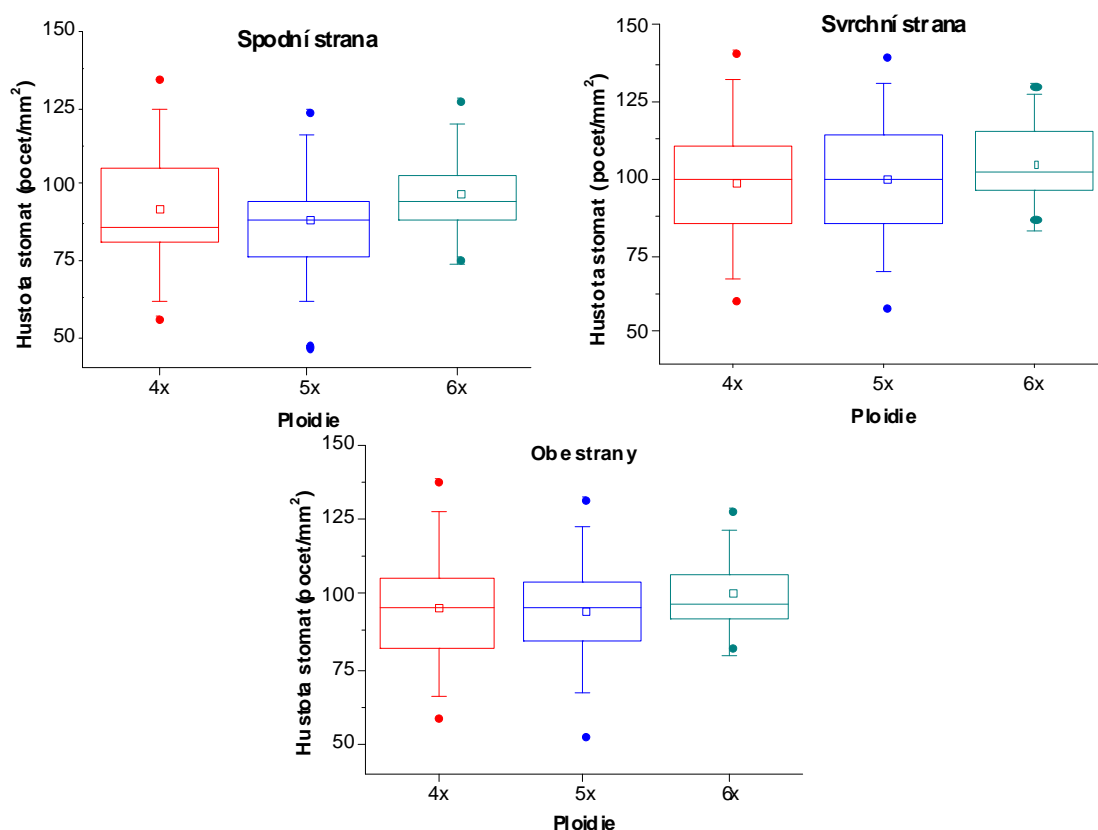 Spodní strana
Hustota stomat (pocet/mm²)
150
125
100
75
50
4x 5x 6x
Ploidie
Svrchní strana
Hustota stomat (pocet/mm²)
150
125
100
75
50
4x 5x 6x
Ploidie
Obe strany
Hustota stomat (pocet/mm²)
150
125
100
75
50
4x 5x 6x
Ploidie